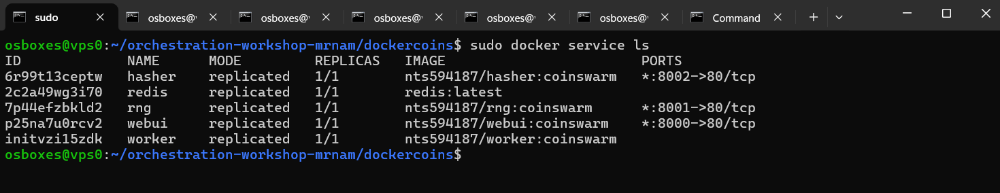 sudo osboxes@v osboxes@v osboxes@v osboxes@v osboxes@v Command
osboxes@vps0:~/orchestration-workshop-mrnam/dockercoins$ sudo docker service ls
ID NAME MODE REPLICAS IMAGE PORTS
6r99t13ceptw hasher replicated 1/1 nts594187/hasher:coinswarm *:8002->80/tcp
2c2a49wg3i70 redis replicated 1/1 redis:latest
7p44efzbkld2 rng replicated 1/1 nts594187/rng:coinswarm *:8001->80/tcp
p25na7u0rcv2 webui replicated 1/1 nts594187/webui:coinswarm *:8000->80/tcp
initvzi15zdk worker replicated 1/1 nts594187/worker:coinswarm
osboxes@vps0:~/orchestration-workshop-mrnam/dockercoins$